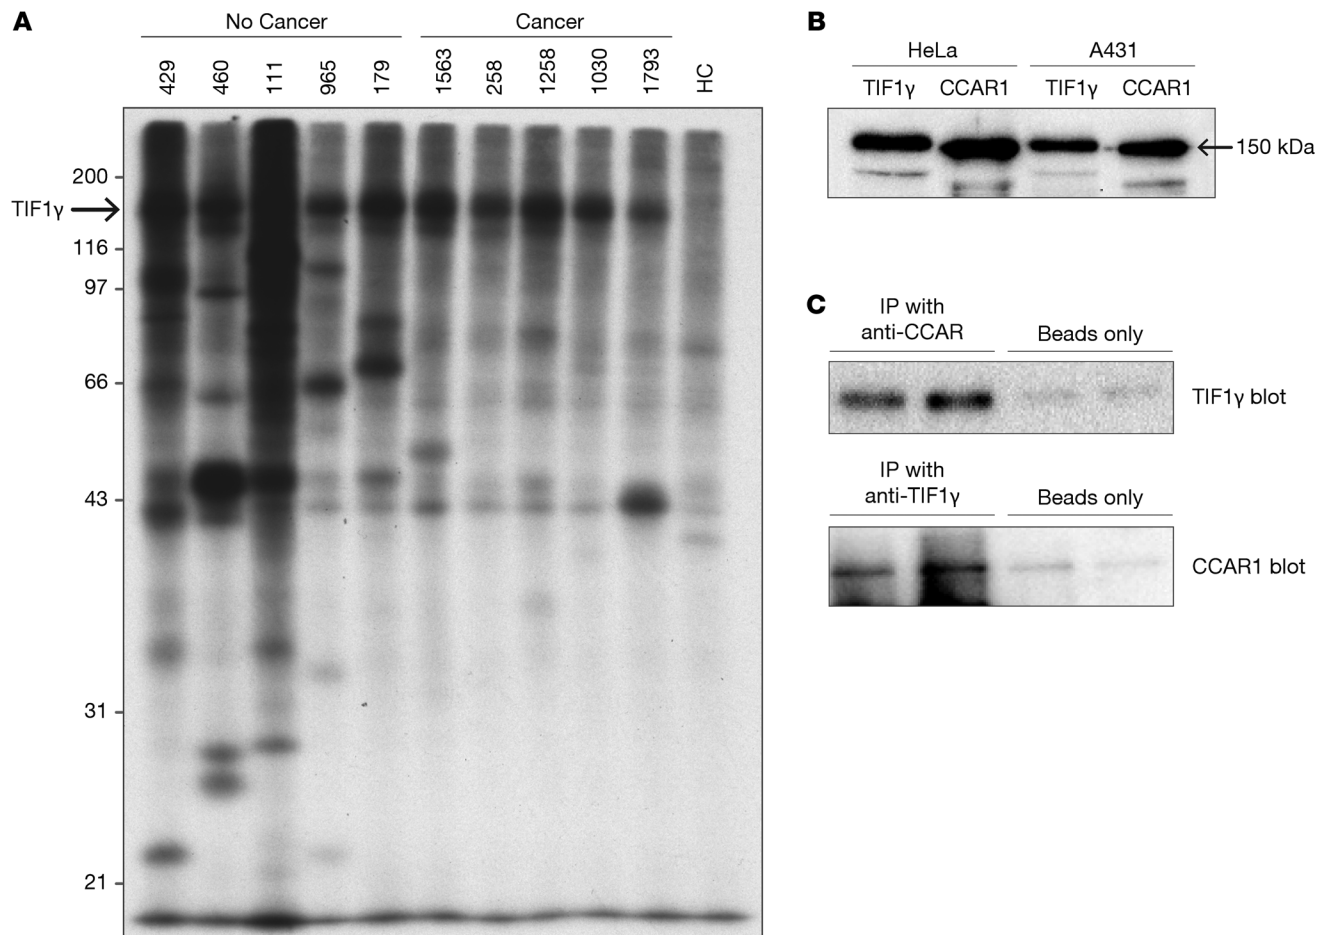 A
No Cancer
Cancer
429 460 111 965 179 1563 258 1258 1030 1793 HC
200
TIF1γ
116
97
66
43
31
21
B
HeLa A431
TIF1γ CCAR1 TIF1γ CCAR1
150 kDa
C
IP with
anti-CCAR
Beads only
TIF1γ blot
IP with
anti-TIF1γ
Beads only
CCAR1 blot